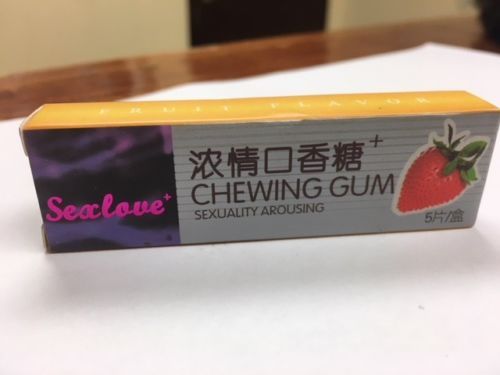 FRUIT FLAVOR
Sexlove+
浓情口香糖+
CHEWING GUM
SEXUALITY AROUSING
5片/盒